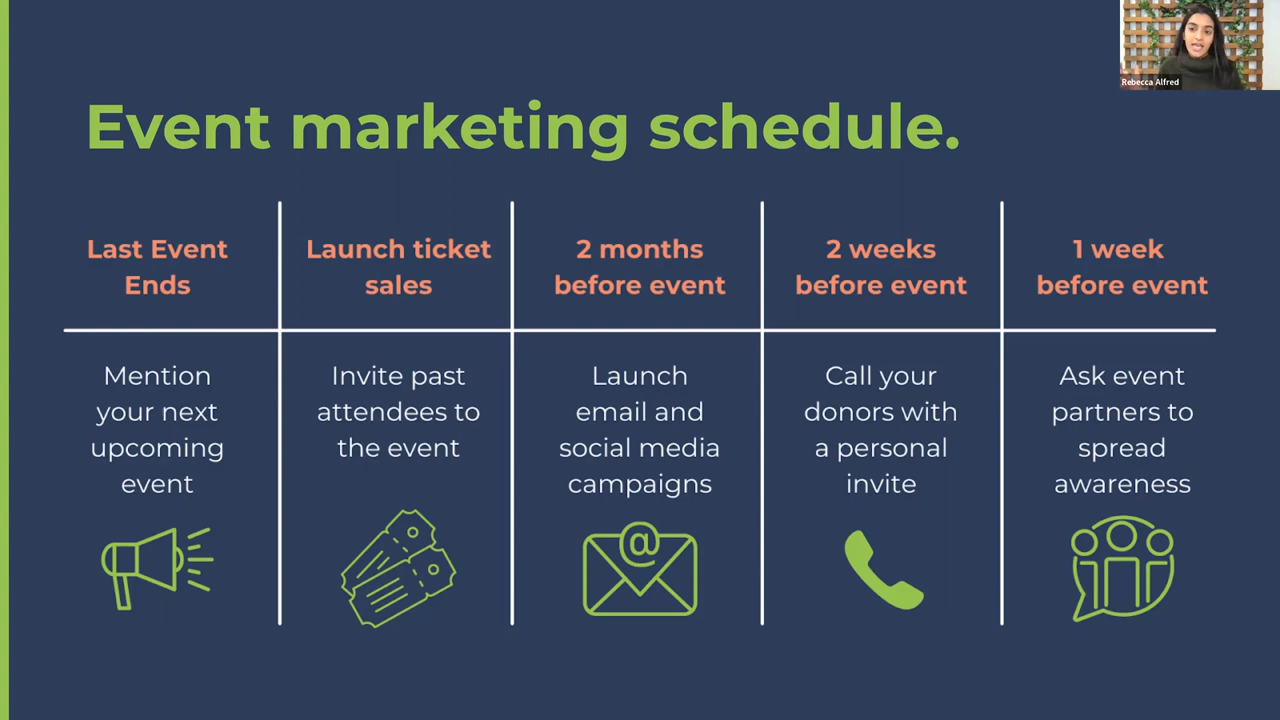 Rebecca Alfred
Event marketing schedule.
Last Event
Ends
Launch ticket
sales
2 months
before event
2 weeks
before event
1 week
before event
Mention
your next
upcoming
event
Invite past
attendees to
the event
Launch
email and
social media
campaigns
Call your
donors with
a personal
invite
Ask event
partners to
spread
awareness
@